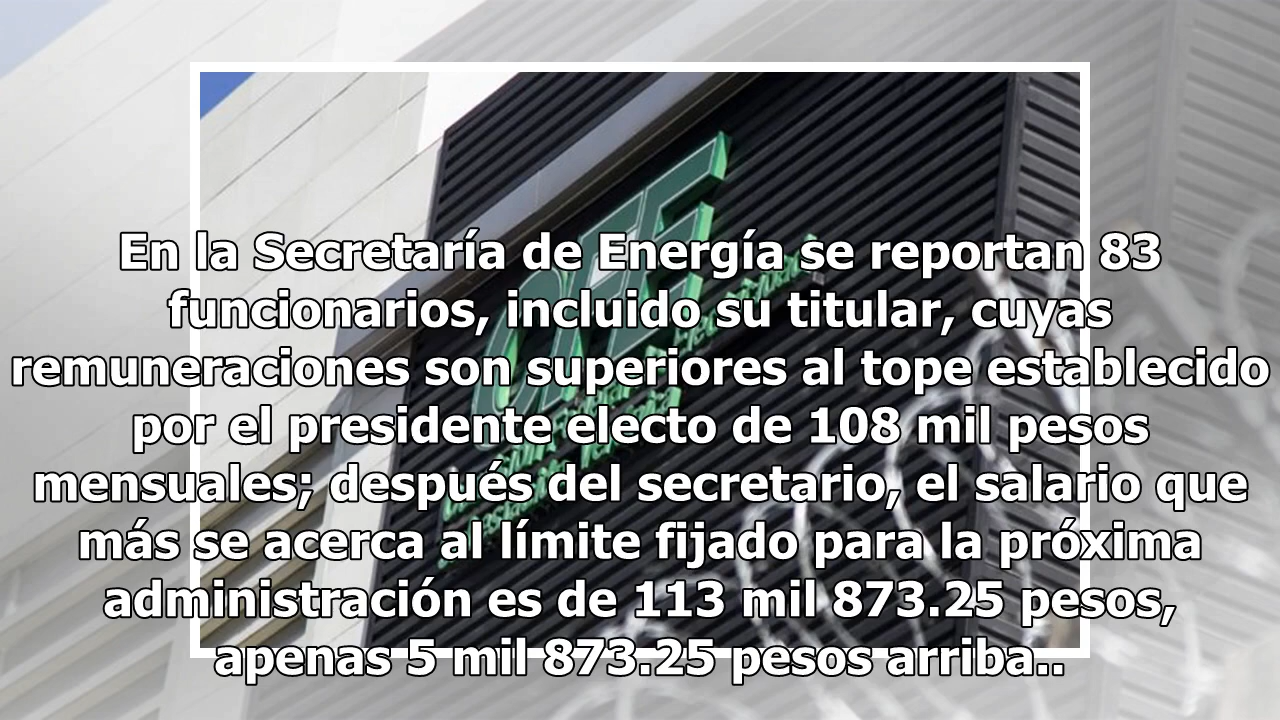 En la Secretaría de Energía se reportan 83
funcionarios, incluido su titular, cuyas
remuneraciones son superiores al tope establecido
por el presidente electo de 108 mil pesos
mensuales; después del secretario, el salario que
más se acerca al límite fijado para la próxima
administración es de 113 mil 873.25 pesos,
apenas 5 mil 873.25 pesos arriba..
CFE